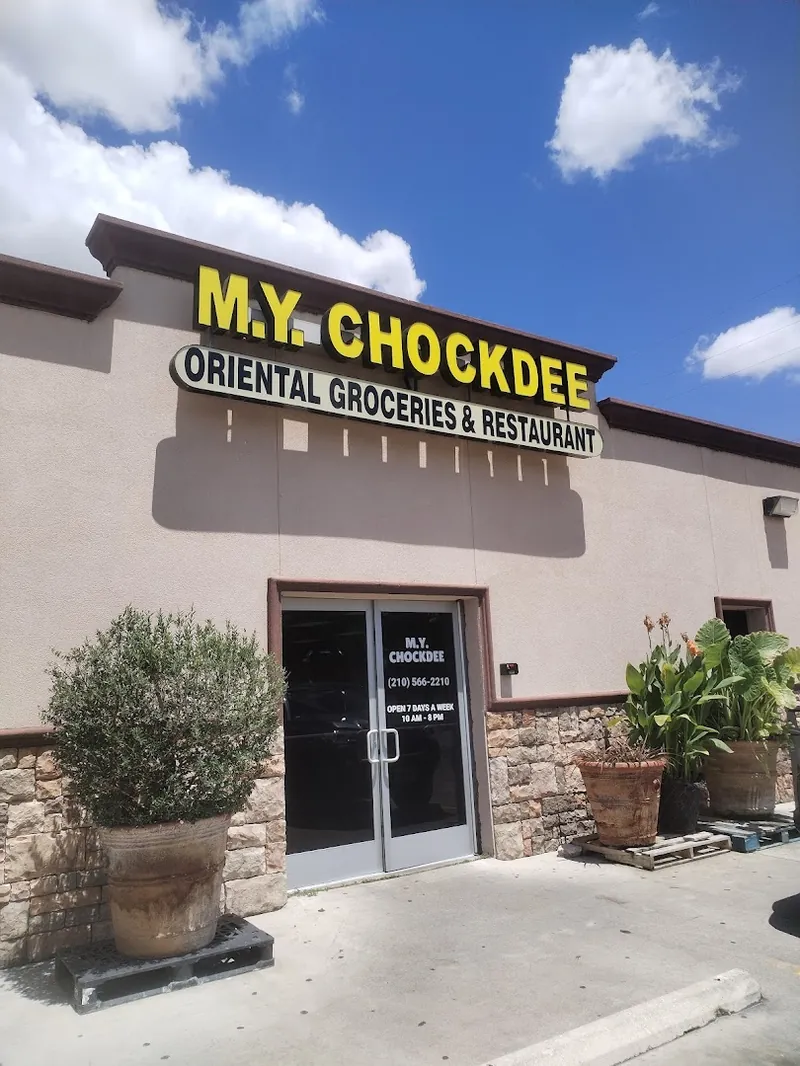 M.Y. CHOCKDEE
ORIENTAL GROCERIES & RESTAURANT
M.Y.
CHOCKDEE
(210) 566-2210
OPEN 7 DAYS A WEEK
10 AM - 8 PM